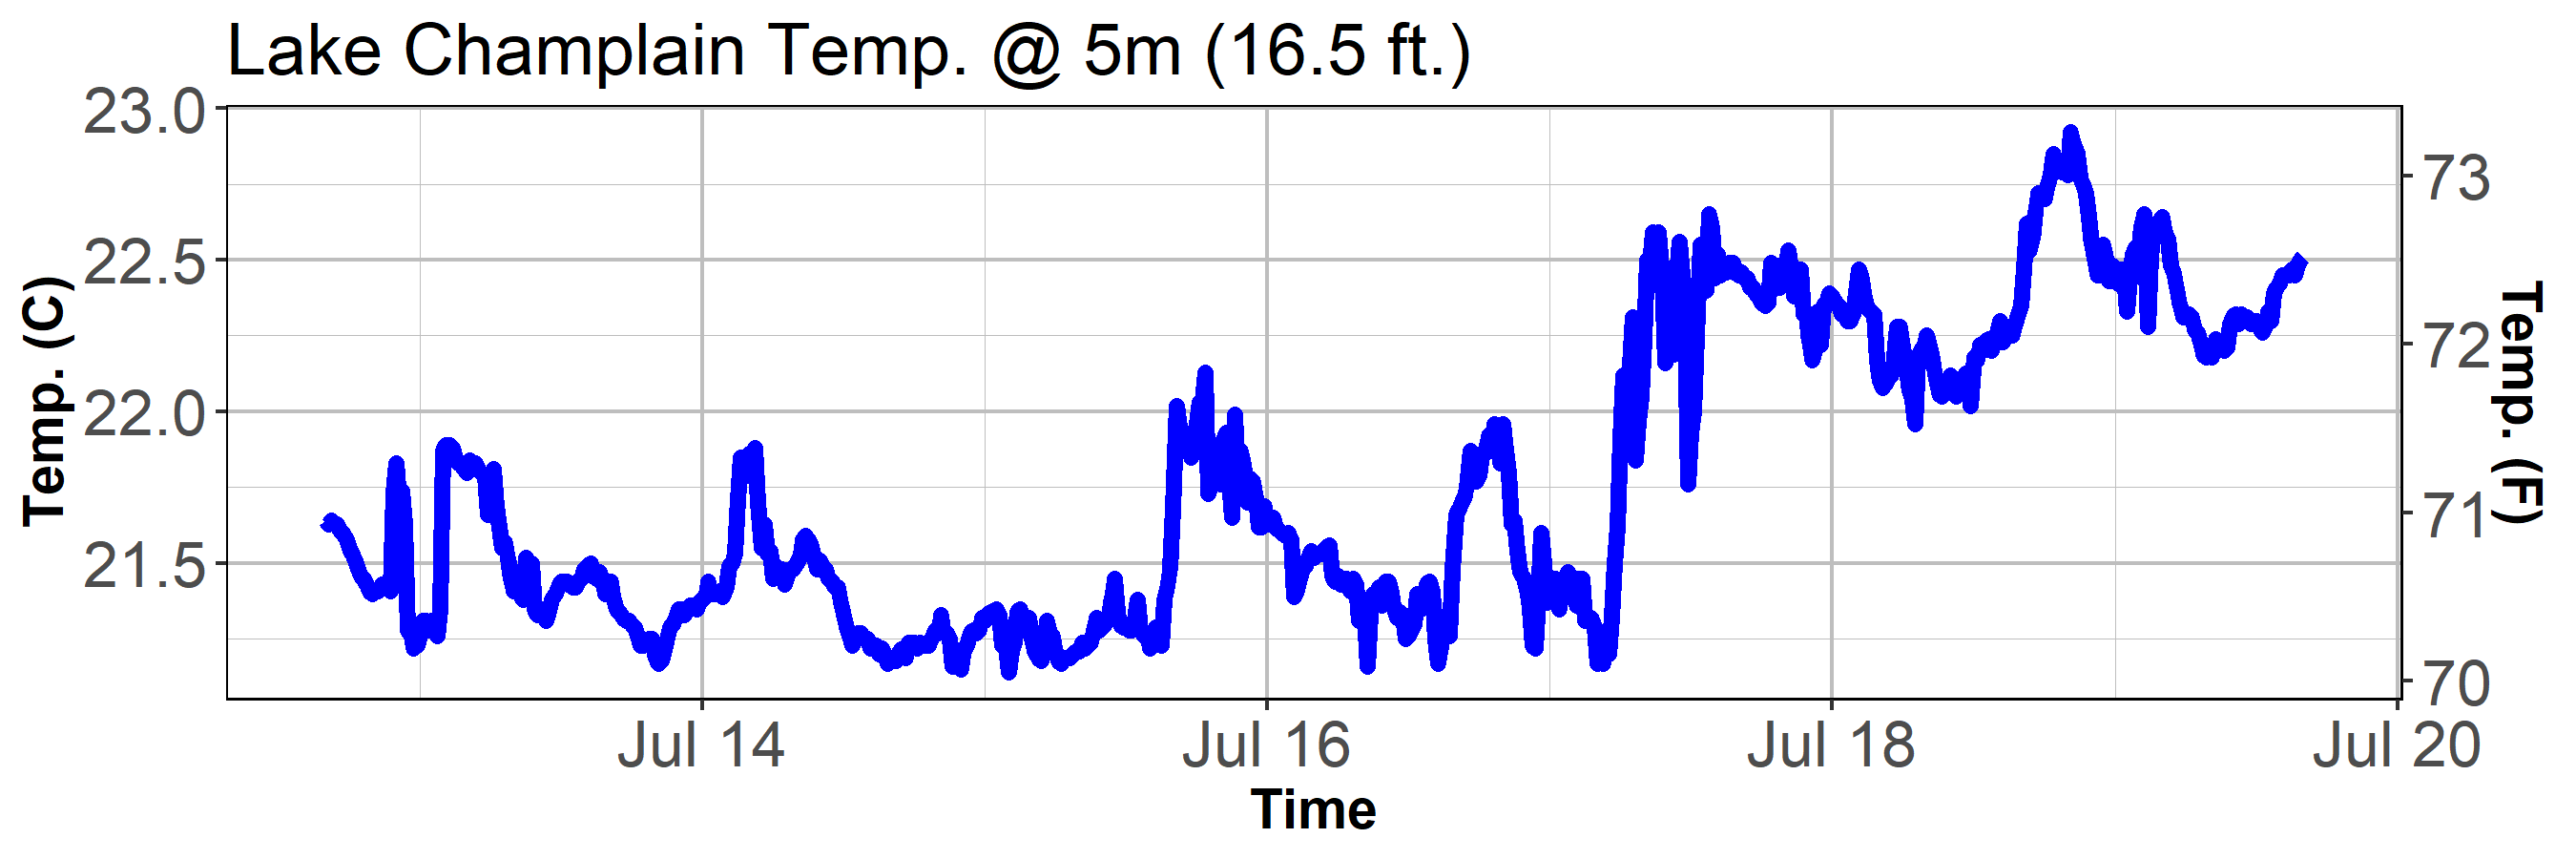 Lake Champlain Temp. @ 5m (16.5 ft.)
23.0
22.5
22.0
21.5
Temp. (C)
73
72
71
70
Temp. (F)
Jul 14 Jul 16 Jul 18 Jul 20
Time